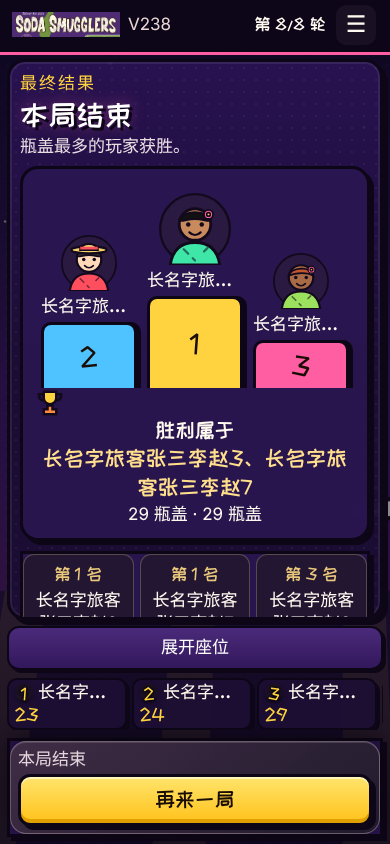 SODA SMUGGLERS V238 第 8/8 轮
最终结果
本局结束
瓶盖最多的玩家获胜。
长名字旅...
长名字旅...
长名字旅...
2 1 3
胜利属于
长名字旅客张三李赵3、长名字旅
客张三李赵7
29 瓶盖 · 29 瓶盖
第1名 第1名 第3名
长名字旅客 长名字旅客 长名字旅客
展开座位
1 长名字... 2 长名字... 3 长名字...
23 24 29
本局结束
再来一局